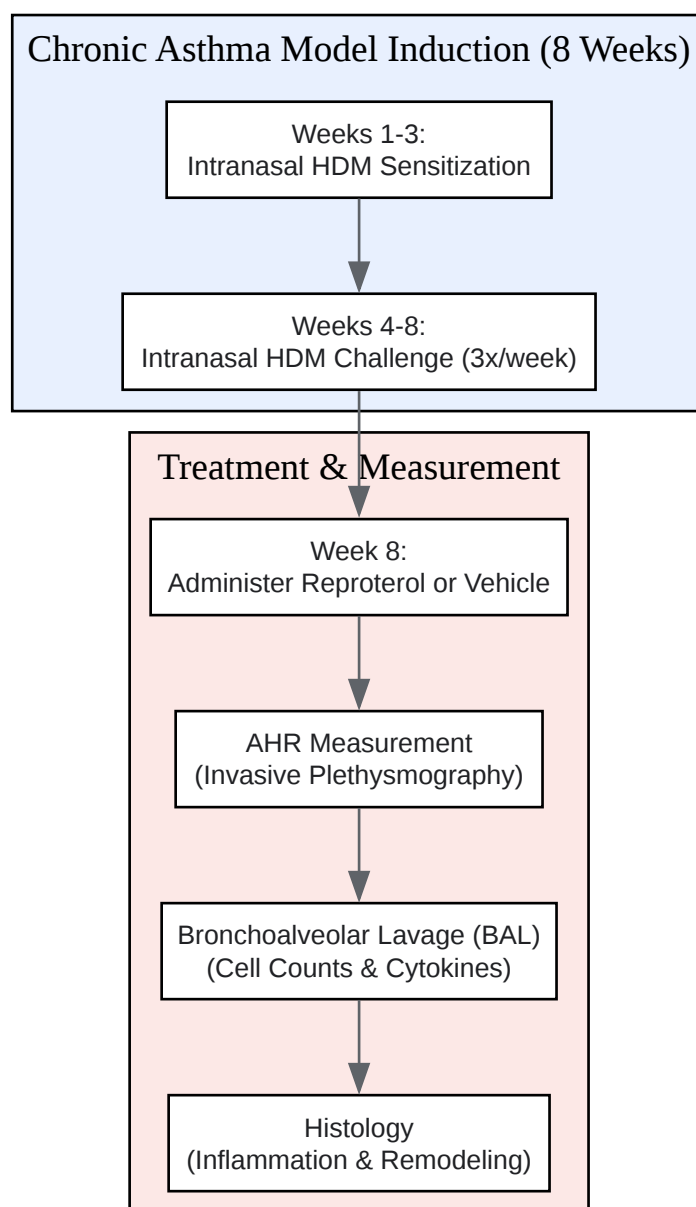 Chronic Asthma Model Induction (8 Weeks)
Weeks 1-3:
Intranasal HDM Sensitization
Weeks 4-8:
Intranasal HDM Challenge (3x/week)
Treatment & Measurement
Week 8:
Administer Reproterol or Vehicle
AHR Measurement
(Invasive Plethysmography)
Bronchoalveolar Lavage (BAL)
(Cell Counts & Cytokines)
Histology
(Inflammation & Remodeling)